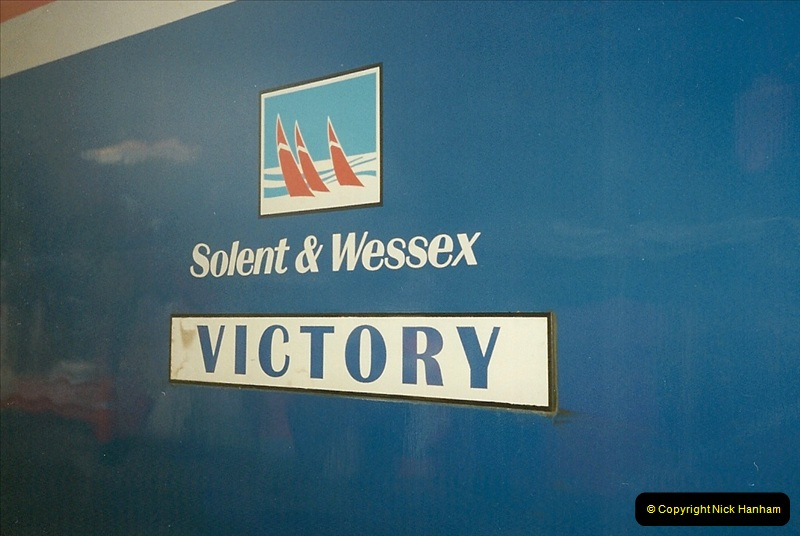 Solent & Wessex
VICTORY
© Copyright Nick Hanham